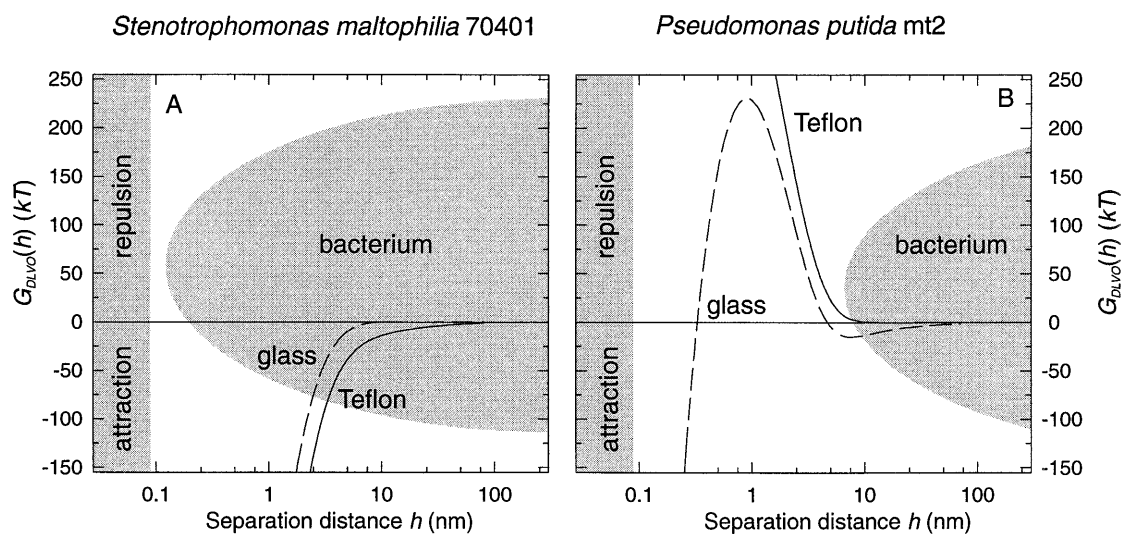 Stenotrophomonas maltophilia 70401
Pseudomonas putida mt2
A
250
200
150
100
50
0
-50
-100
-150
G_DLVO(h) (kT)
repulsion
attraction
bacterium
glass
Teflon
0.1 1 10 100
Separation distance h (nm)
B
Teflon
repulsion
attraction
bacterium
glass
250
200
150
100
50
0
-50
-100
-150
G_DLVO(h) (kT)
0.1 1 10 100
Separation distance h (nm)